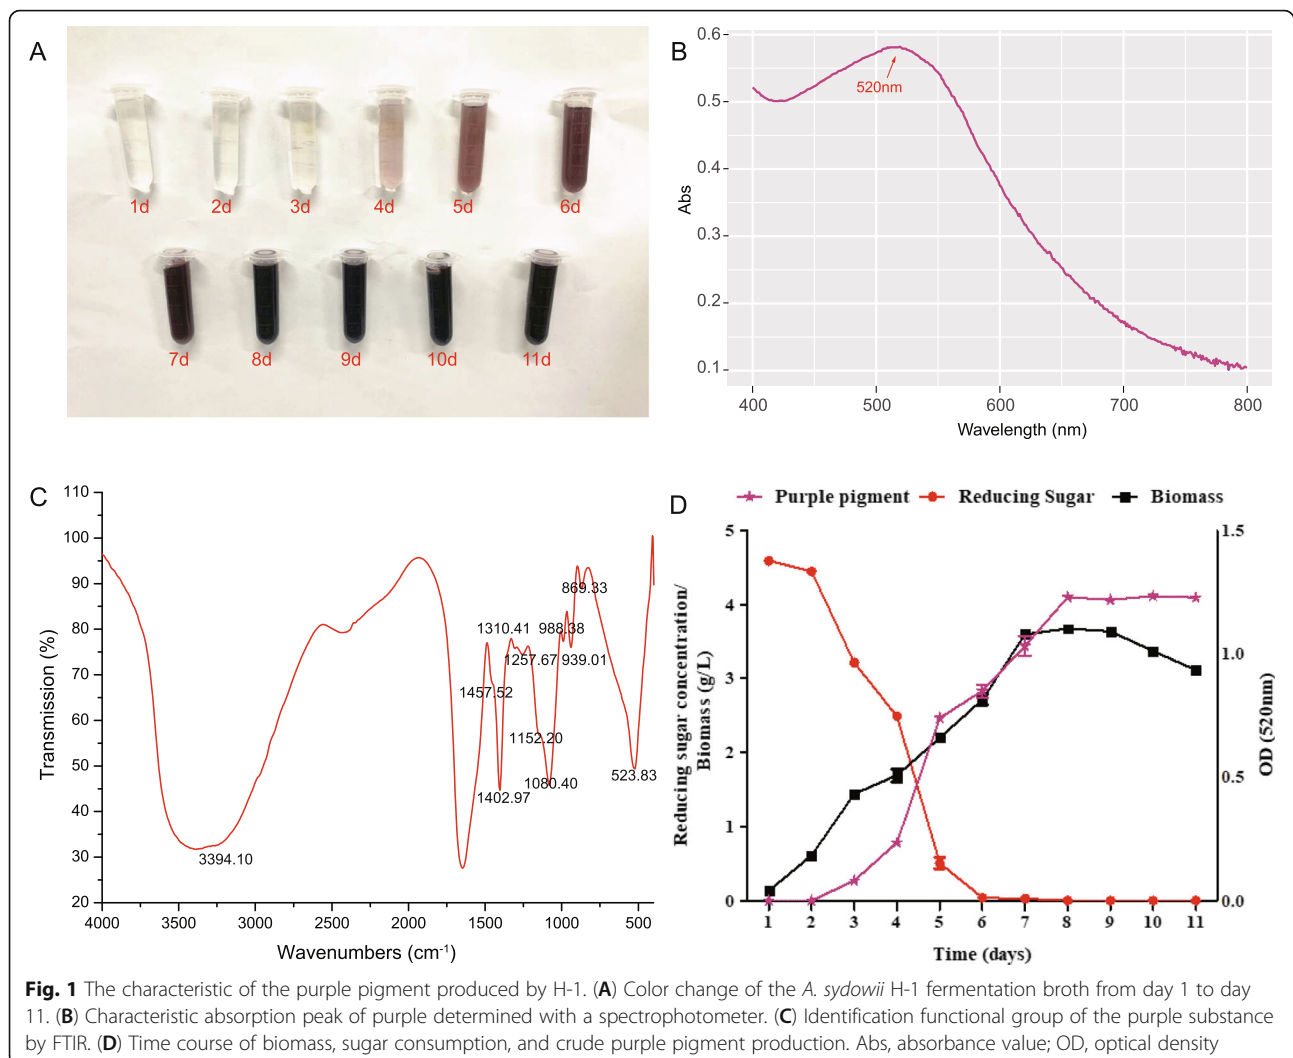 A
1d 2d 3d 4d 5d 6d
7d 8d 9d 10d 11d
B
0.6
0.5
0.4
0.3
0.2
0.1
Abs
520nm
400 500 600 700 800
Wavelength (nm)
C
110
100
90
80
70
60
50
40
30
20
Transmission (%)
869.33
1310.41 988.38
1257.67 939.01
1457.52
1152.20
1080.40 523.83
1402.97
3394.10
4000 3500 3000 2500 2000 1500 1000 500
Wavenumbers (cm-1)
D
Purple pigment Reducing Sugar Biomass
5
4
3
2
1
0
Reducing sugar concentration/
Biomass (g/L)
1.5
1.0
0.5
0.0
OD (520nm)
1 2 3 4 5 6 7 8 9 10 11
Time (days)
Fig. 1 The characteristic of the purple pigment produced by H-1. (A) Color change of the A. sydowii H-1 fermentation broth from day 1 to day
11. (B) Characteristic absorption peak of purple determined with a spectrophotometer. (C) Identification functional group of the purple substance
by FTIR. (D) Time course of biomass, sugar consumption, and crude purple pigment production. Abs, absorbance value; OD, optical density